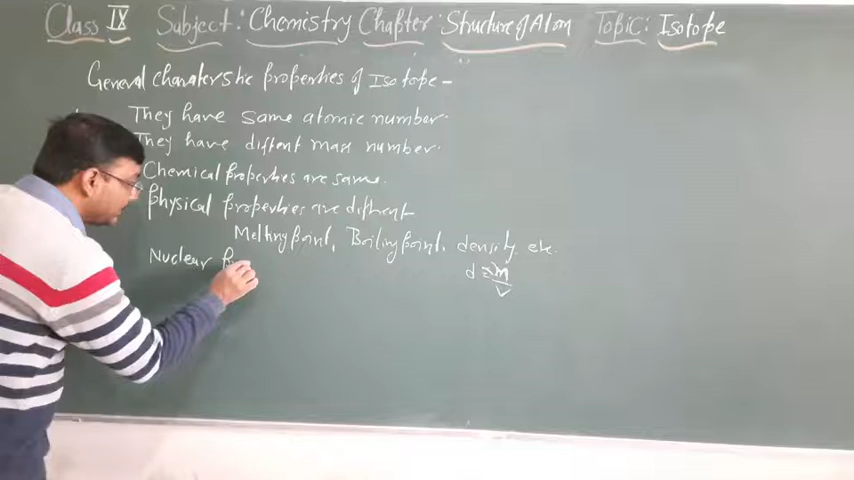 Class IX Subject: Chemistry Chapter: Structure of Atom Topic: Isotope
General charaterstic properties of Isotope -
They have same atomic number.
They have diffent mass number.
Chemical properties are same.
Physical properties are different
Melting point, Boiling point, density, etc.
d = m/v
Nuclear